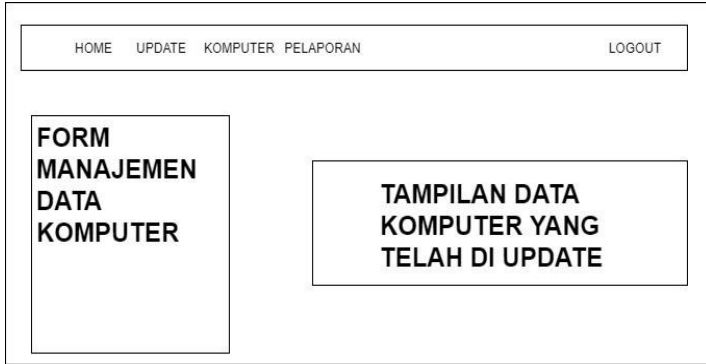 HOME UPDATE KOMPUTER PELAPORAN LOGOUT
FORM
MANAJEMEN
DATA
KOMPUTER
TAMPILAN DATA
KOMPUTER YANG
TELAH DI UPDATE